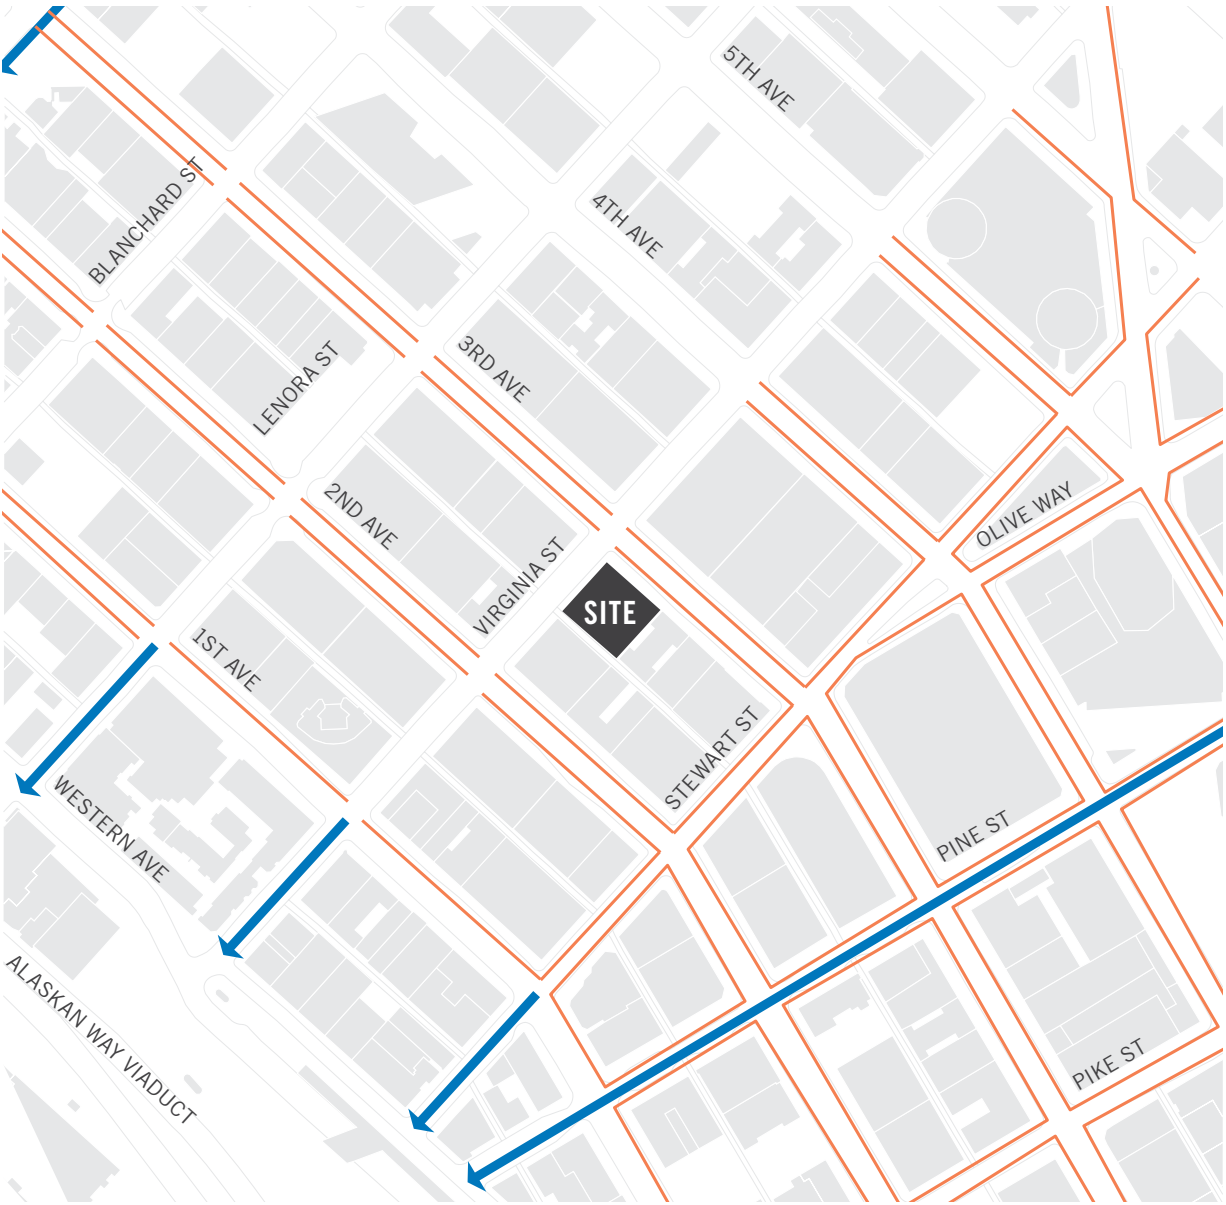 5TH AVE
BLANCHARD ST
4TH AVE
LENORA ST
3RD AVE
2ND AVE
OLIVE WAY
VIRGINIA ST
SITE
1ST AVE
STEWART ST
WESTERN AVE
PINE ST
ALASKAN WAY VIADUCT
PIKE ST